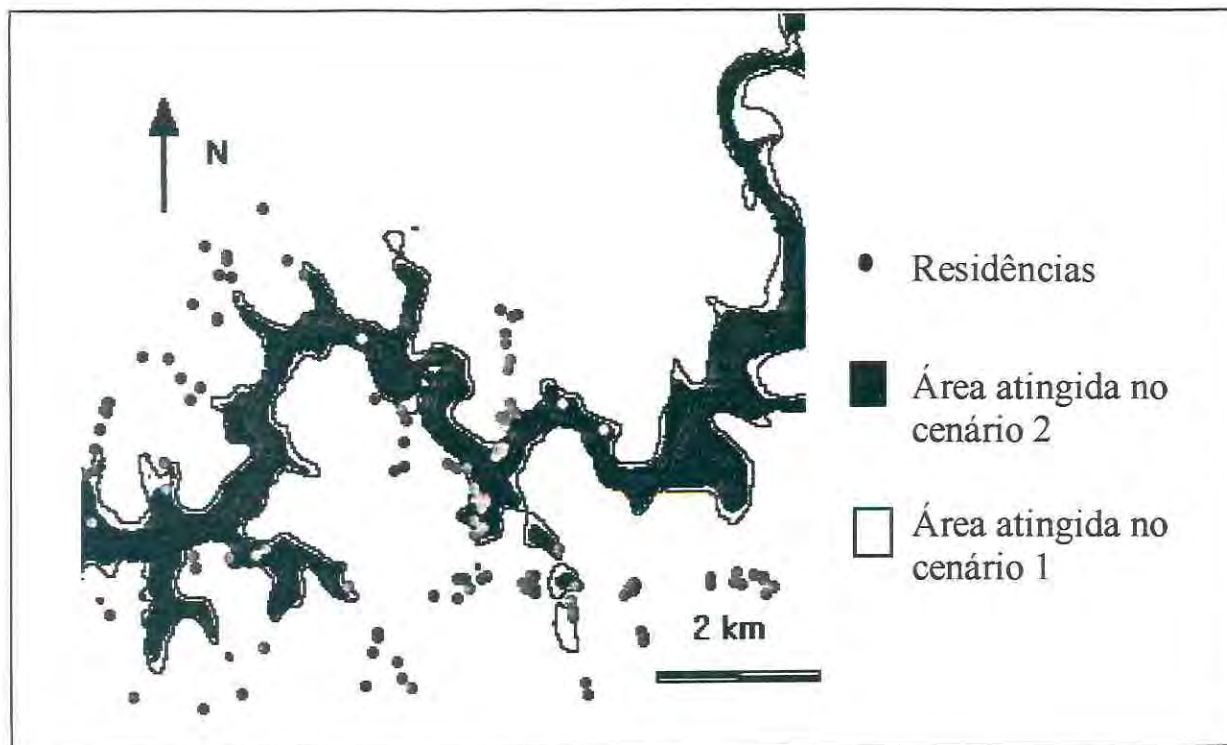 N
Residências
Área atingida no
cenário 2
Área atingida no
cenário 1
2 km